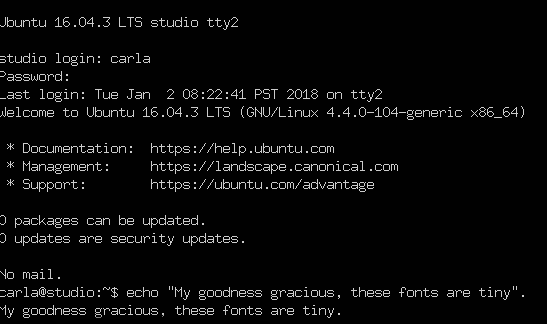 Ubuntu 16.04.3 LTS studio tty2
studio login: carla
Password:
Last login: Tue Jan  2 08:22:41 PST 2018 on tty2
Welcome to Ubuntu 16.04.3 LTS (GNU/Linux 4.4.0-104-generic x86_64)
 * Documentation:  https://help.ubuntu.com
 * Management:     https://landscape.canonical.com
 * Support:        https://ubuntu.com/advantage
0 packages can be updated.
0 updates are security updates.
No mail.
carla@studio:~$ echo "My goodness gracious, these fonts are tiny".
My goodness gracious, these fonts are tiny.